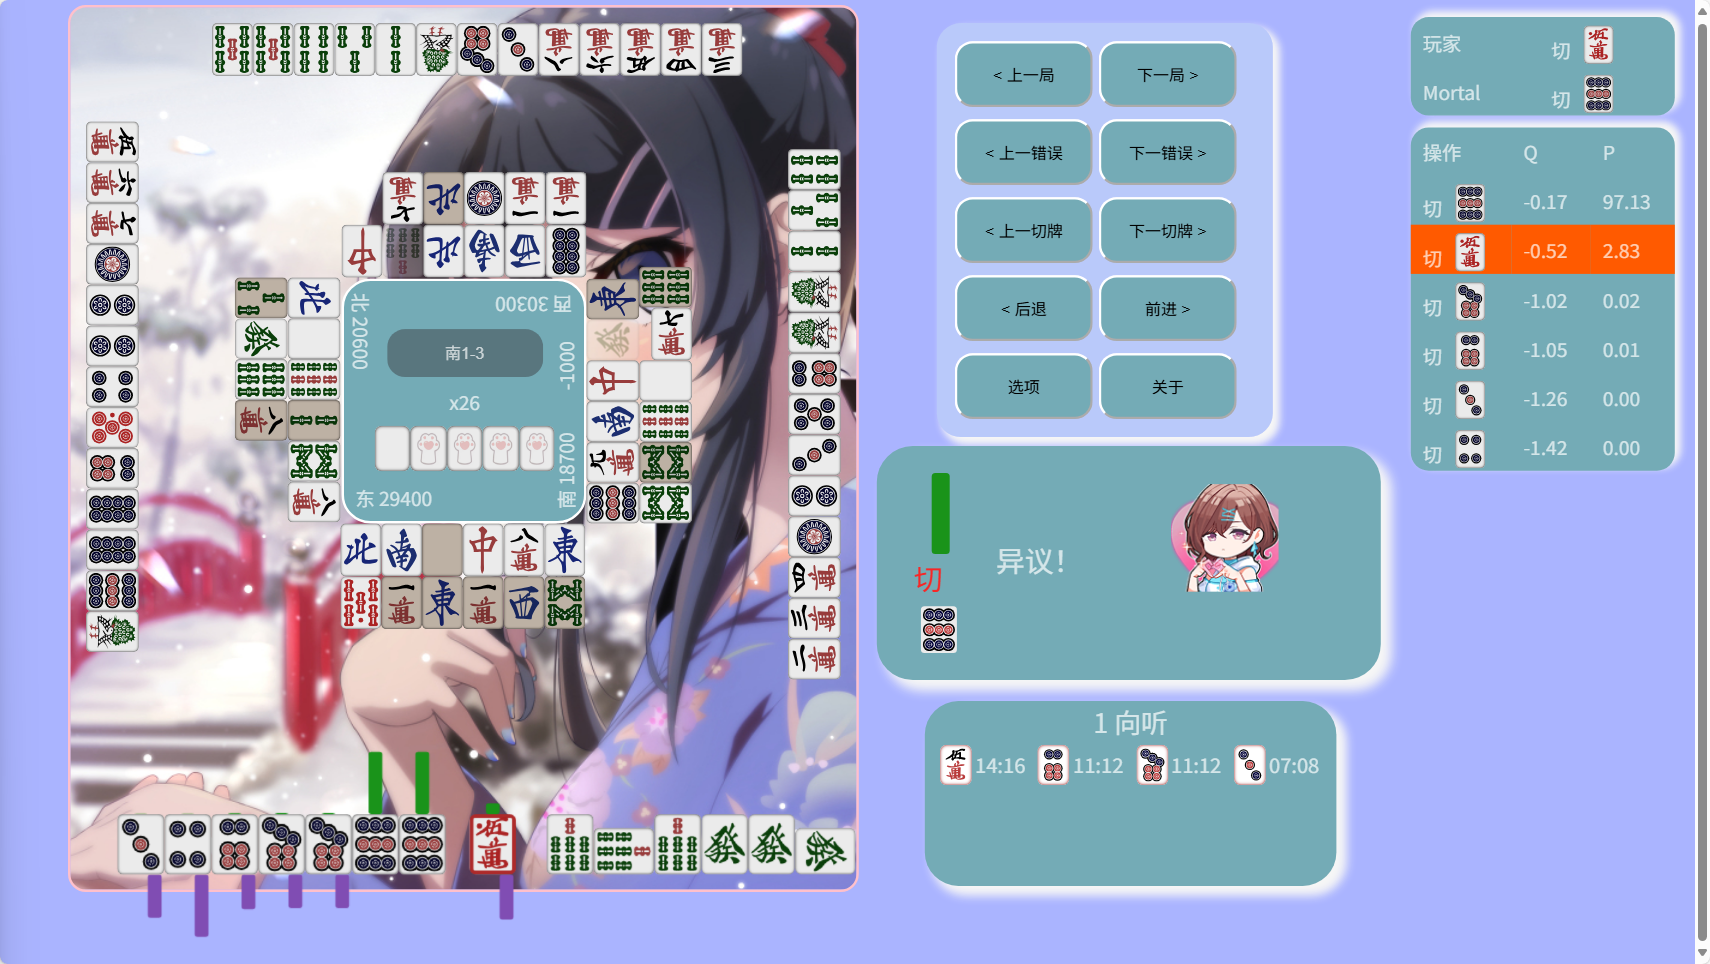 北 20600
西 30300
-1000
南1-3
x26
南 18700
东 29400
< 上一局
下一局 >
< 上一错误
下一错误 >
< 上一切牌
下一切牌 >
< 后退
前进 >
选项
关于
切
异议！
1 向听
14:16
11:12
11:12
07:08
玩家 切
Mortal 切
操作 Q P
切 -0.17 97.13
切 -0.52 2.83
切 -1.02 0.02
切 -1.05 0.01
切 -1.26 0.00
切 -1.42 0.00